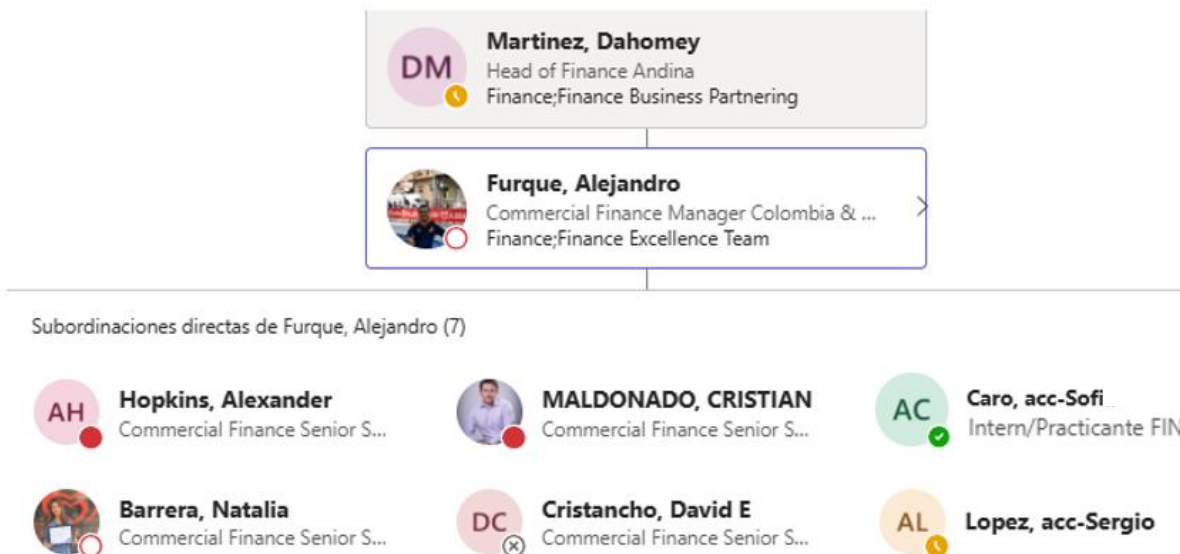 DM
Martinez, Dahomey
Head of Finance Andina
Finance;Finance Business Partnering
Furque, Alejandro
Commercial Finance Manager Colombia & ...
Finance;Finance Excellence Team
Subordinaciones directas de Furque, Alejandro (7)
AH
Hopkins, Alexander
Commercial Finance Senior S...
MALDONADO, CRISTIAN
Commercial Finance Senior S...
AC
Caro, acc-Sofi
Intern/Practicante FIN
Barrera, Natalia
Commercial Finance Senior S...
DC
Cristancho, David E
Commercial Finance Senior S...
AL
Lopez, acc-Sergio